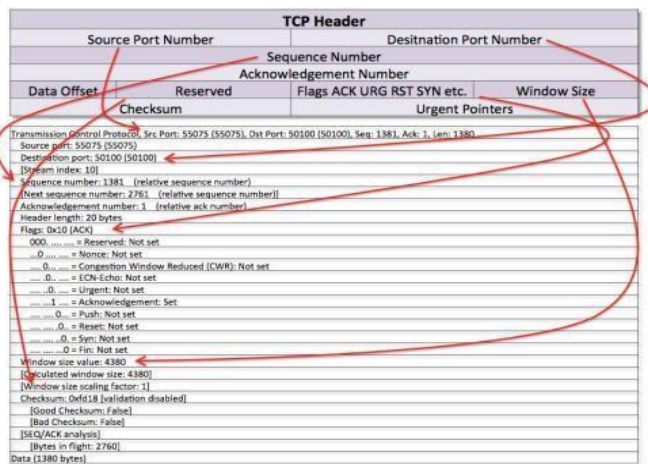 TCP Header
Source Port Number Desitnation Port Number
Sequence Number
Acknowledgement Number
Data Offset Reserved Flags ACK URG RST SYN etc. Window Size
Checksum Urgent Pointers
Transmission Control Protocol, Src Port: 55075 (55075), Dst Port: 50100 (50100), Seq: 1381, Ack: 1, Len: 1380
Source port: 55075 (55075)
Destination port: 50100 (50100)
[Stream index: 10]
Sequence number: 1381 (relative sequence number)
[Next sequence number: 2761 (relative sequence number)]
Acknowledgement number: 1 (relative ack number)
Header length: 20 bytes
Flags: 0x10 (ACK)
000. .... .... = Reserved: Not set
...0 .... .... = Nonce: Not set
.... 0... .... = Congestion Window Reduced (CWR): Not set
.... .0.. .... = ECN-Echo: Not set
.... ..0. .... = Urgent: Not set
.... ...1 .... = Acknowledgement: Set
.... .... 0... = Push: Not set
.... .... .0.. = Reset: Not set
.... .... ..0. = Syn: Not set
.... .... ...0 = Fin: Not set
Window size value: 4380
[Calculated window size: 4380]
[Window size scaling factor: 1]
Checksum: 0xfd18 [validation disabled]
[Good Checksum: False]
[Bad Checksum: False]
[SEQ/ACK analysis]
[Bytes in flight: 2760]
Data (1380 bytes)